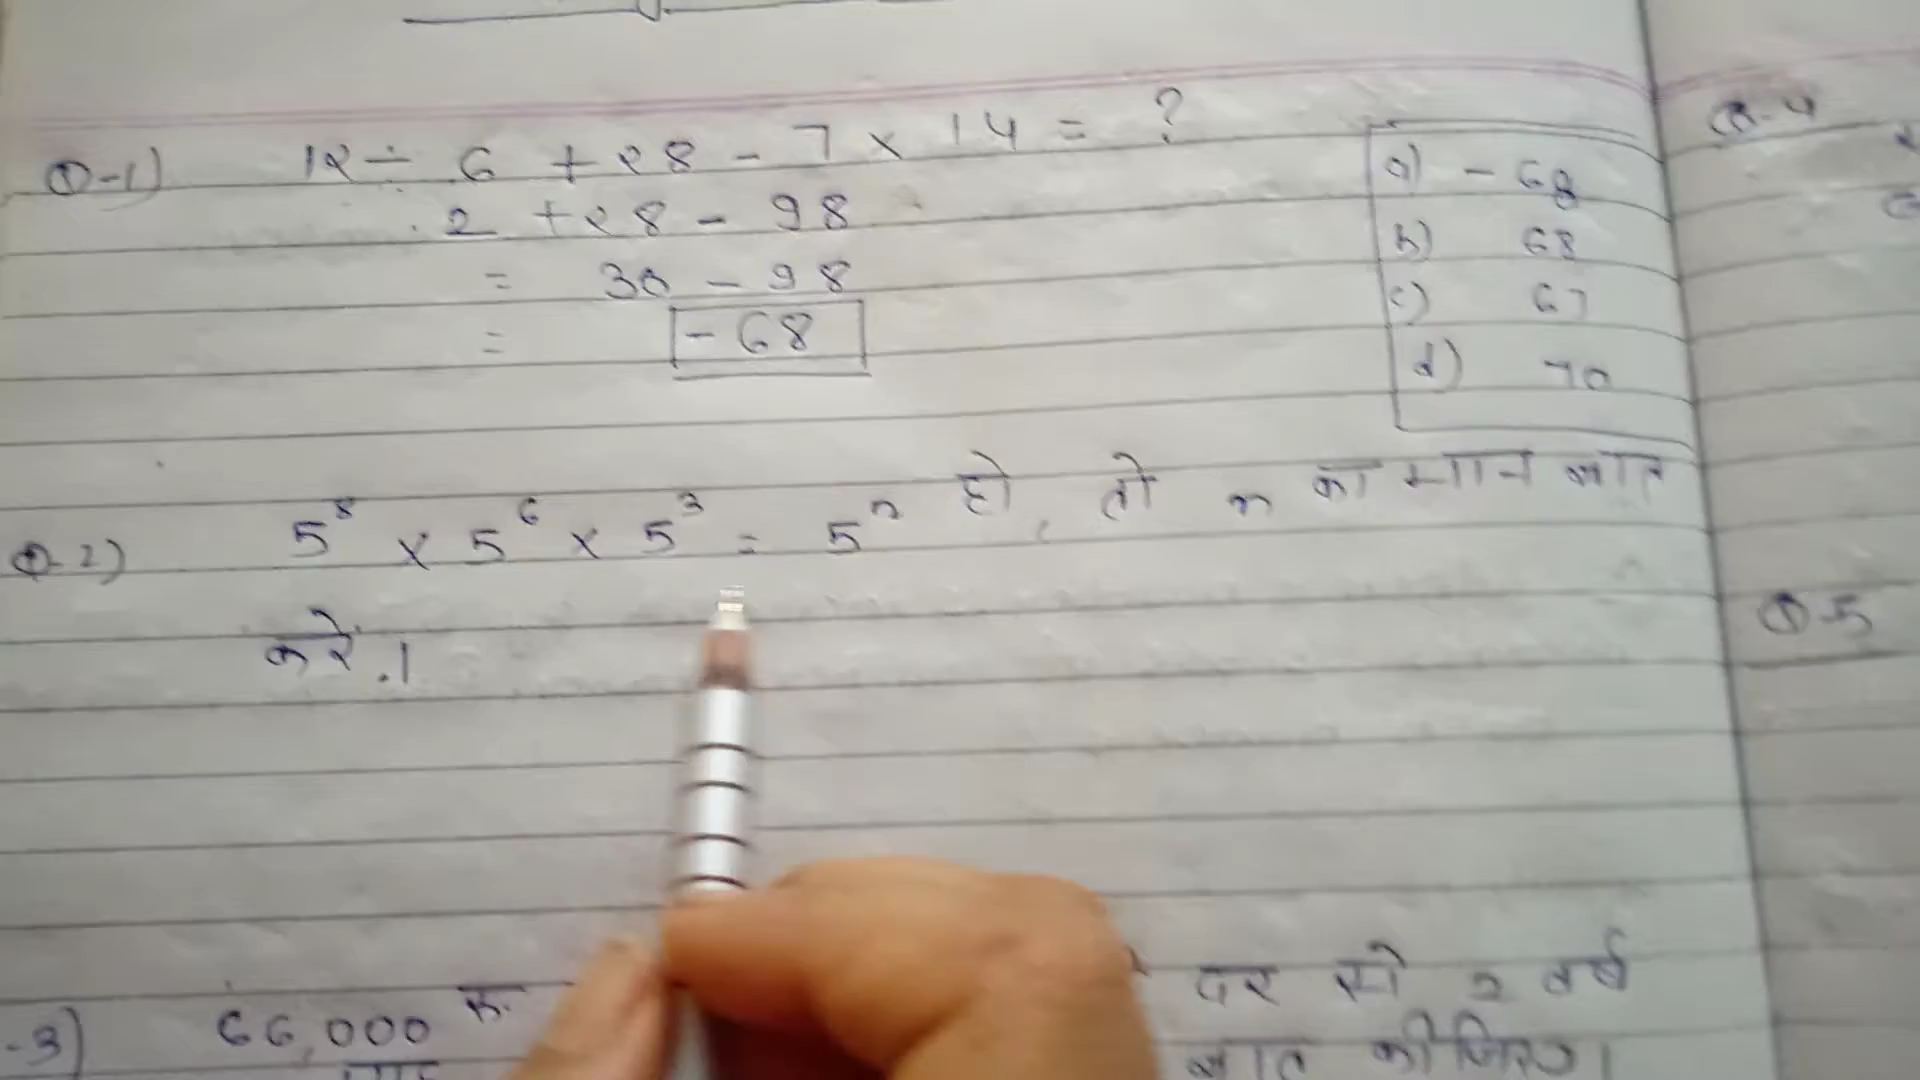 Q-1) 12 ÷ 6 + 28 - 7 × 14 = ?
2 + 28 - 98
= 30 - 98
= -68
a) - 68
b) 68
c) 67
d) 70
Q-2) 5⁸ × 5⁶ × 5³ = 5ⁿ हो, तो n का मान ज्ञात
करे.।
-3) 66,000 रू. दर से 2 वर्ष
ज्ञात कीजिए।
Q-4
Q-5